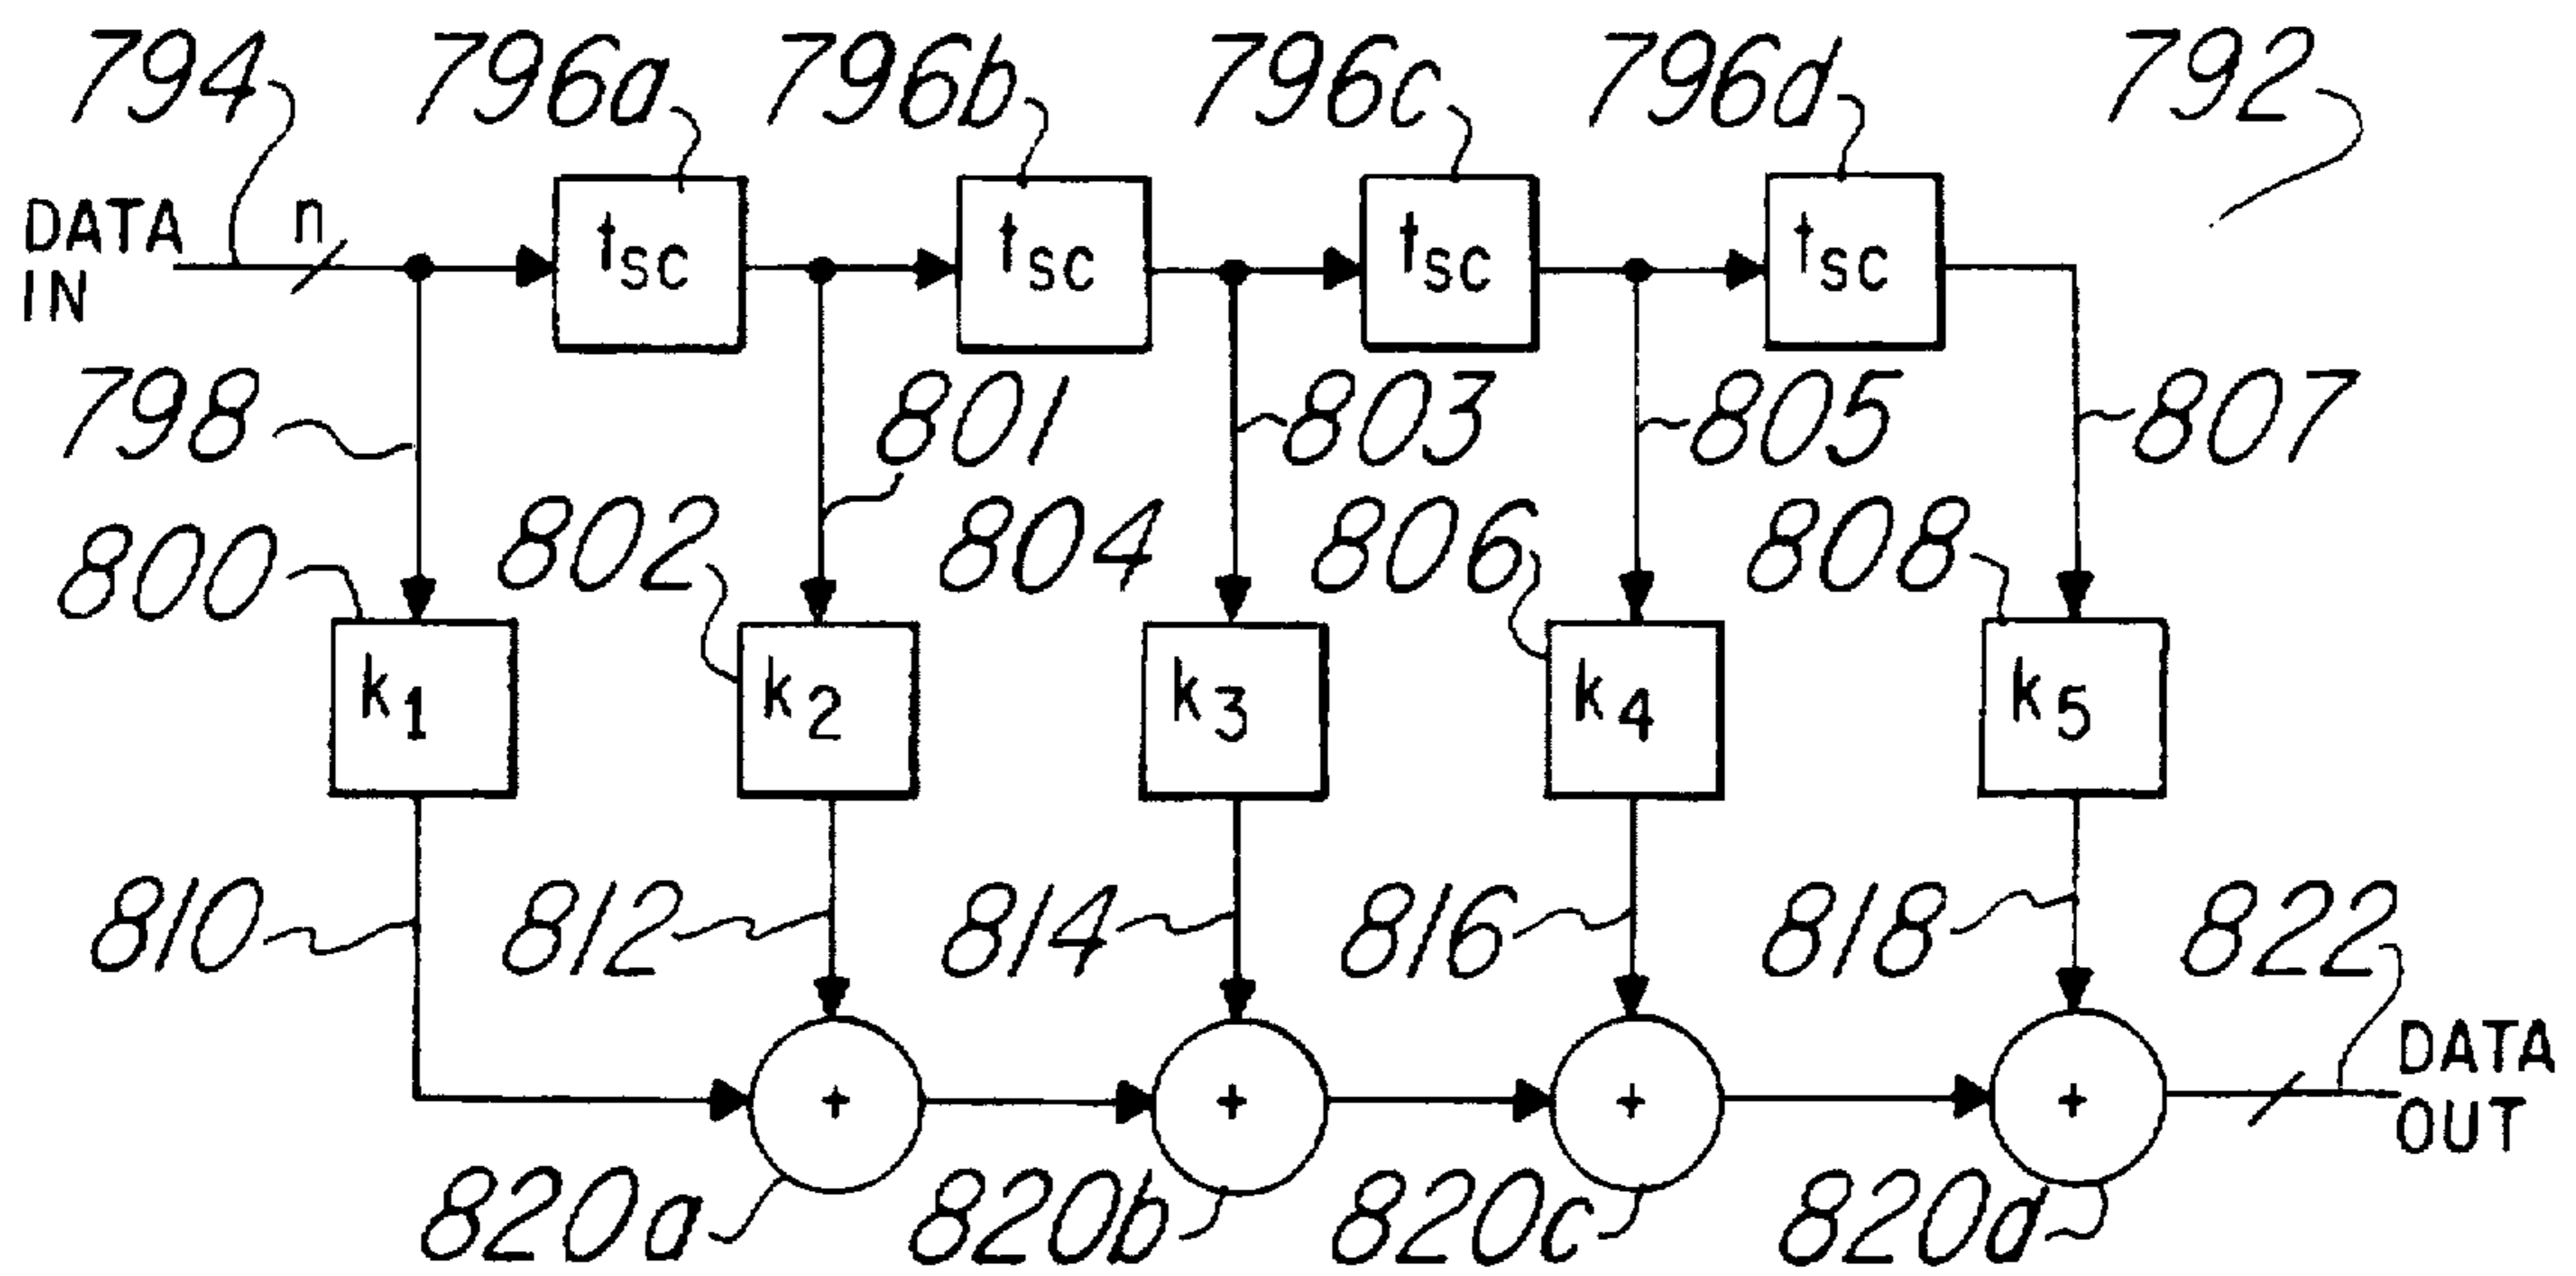 794 796a 796b 796c 796d 792
DATA IN n tsc tsc tsc tsc
798 801 803 805 807
800 802 804 806 808
k1 k2 k3 k4 k5
810 812 814 816 818 822
+ + + + DATA OUT
820a 820b 820c 820d